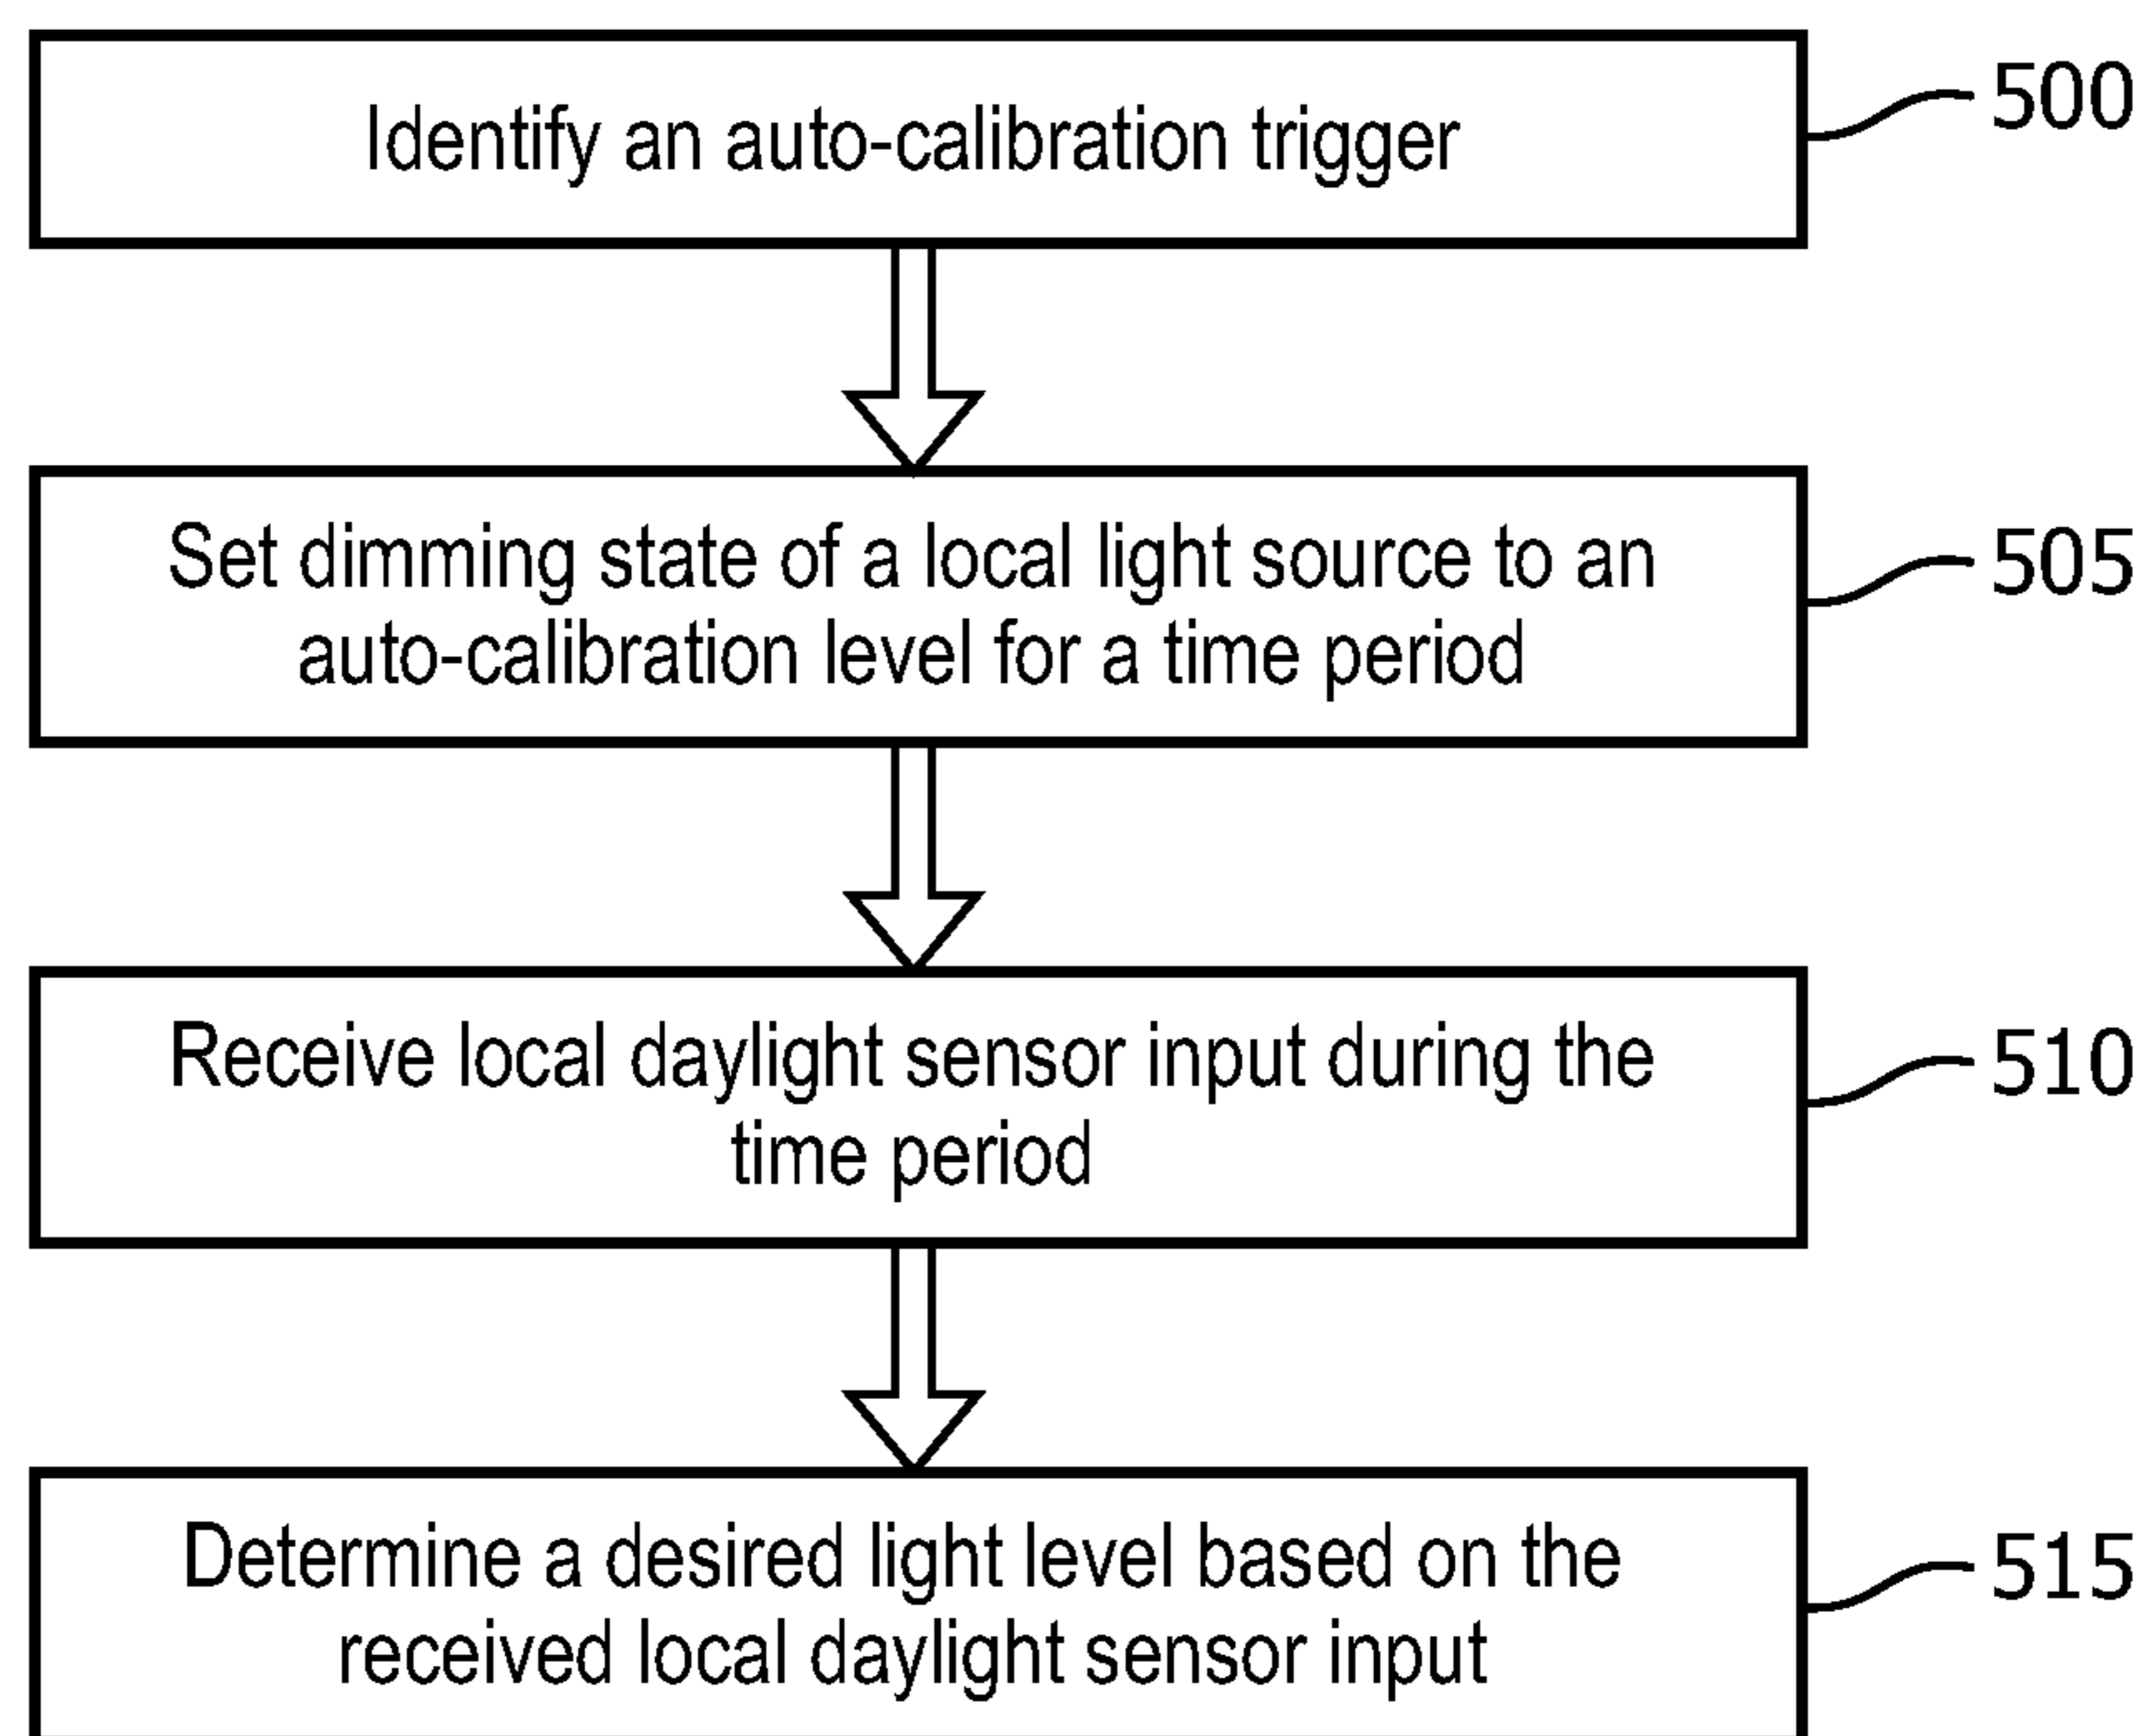 Identify an auto-calibration trigger
500
Set dimming state of a local light source to an
auto-calibration level for a time period
505
Receive local daylight sensor input during the
time period
510
Determine a desired light level based on the
received local daylight sensor input
515